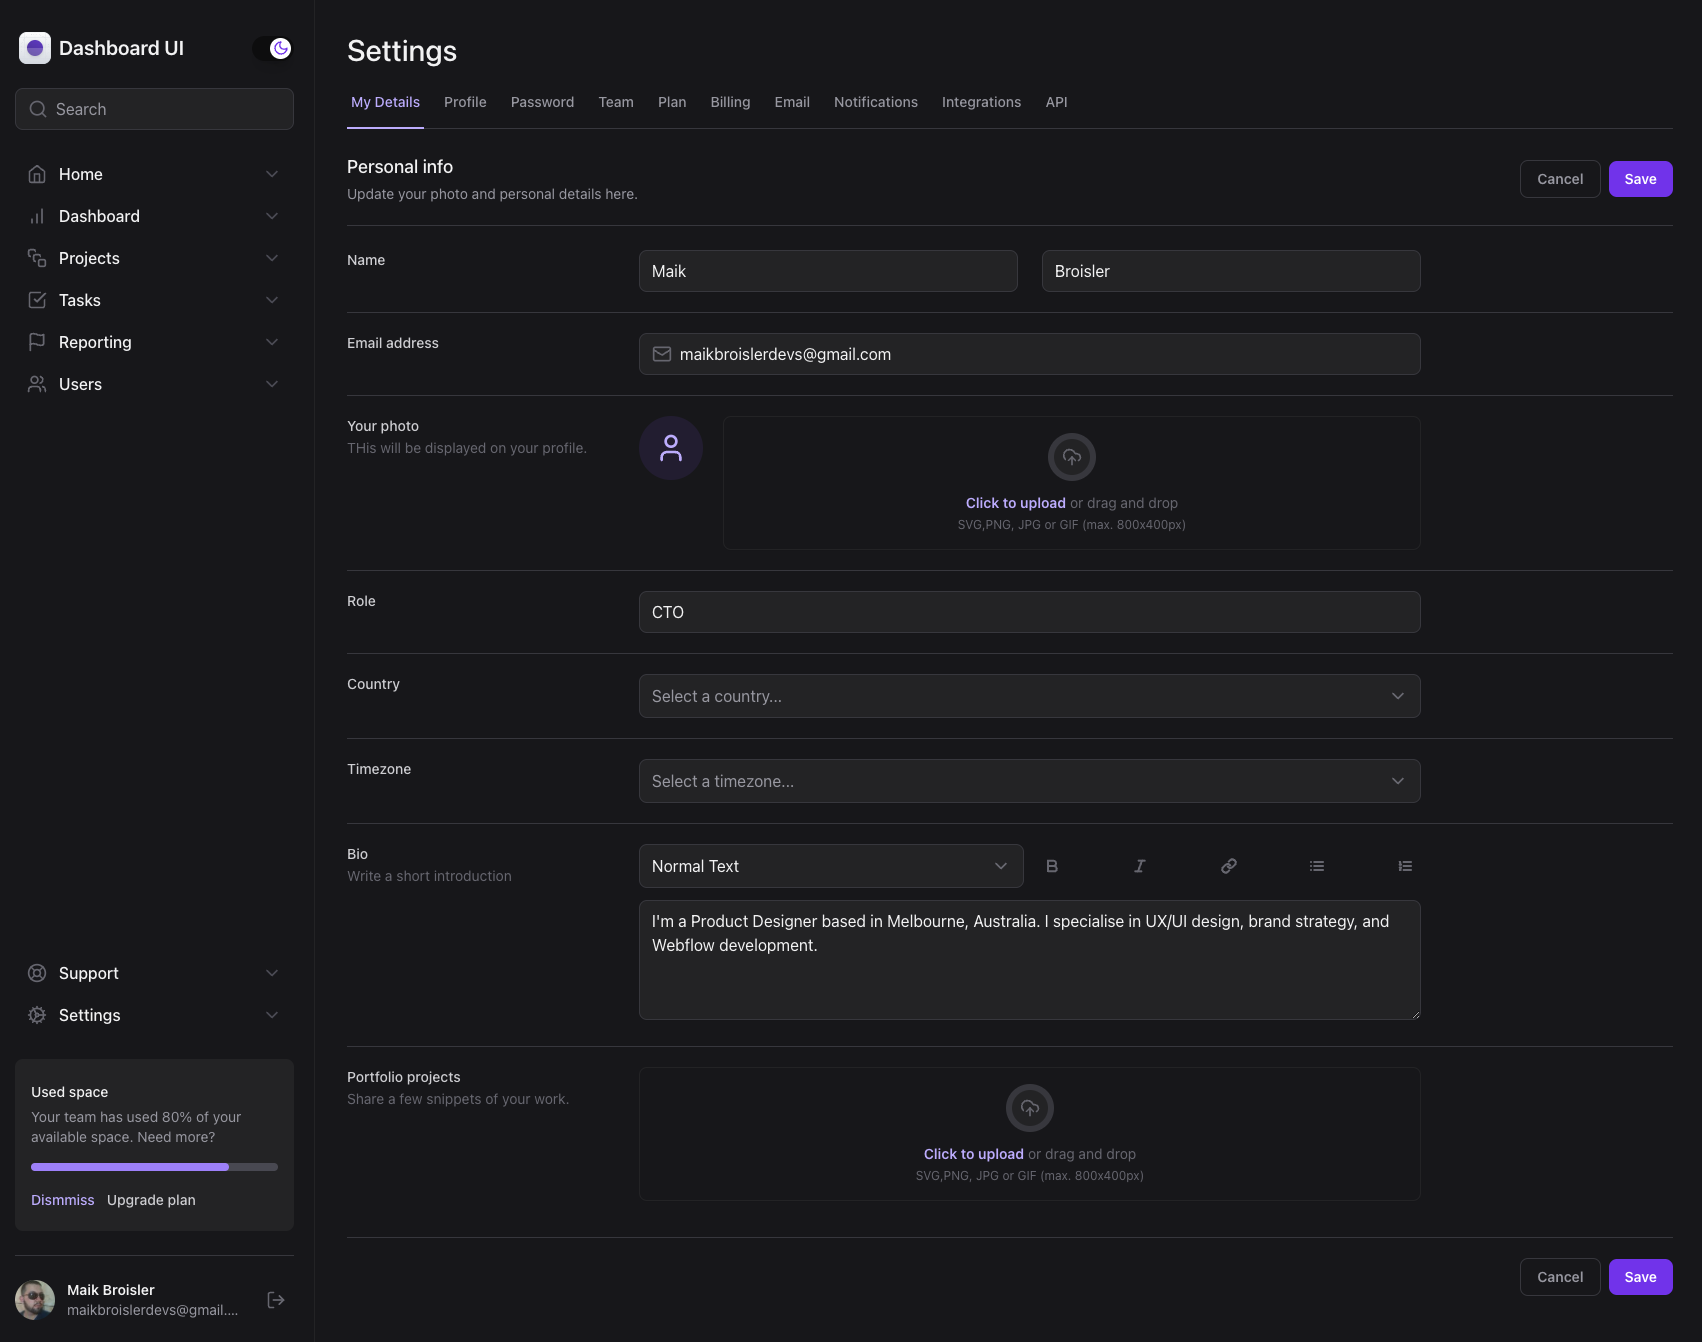 Dashboard UI
Search
Home
Dashboard
Projects
Tasks
Reporting
Users
Support
Settings
Used space
Your team has used 80% of your
available space. Need more?
Dismmiss Upgrade plan
Maik Broisler
maikbroislerdevs@gmail....
Settings
My Details Profile Password Team Plan Billing Email Notifications Integrations API
Personal info
Update your photo and personal details here.
Cancel Save
Name
Maik Broisler
Email address
maikbroislerdevs@gmail.com
Your photo
THis will be displayed on your profile.
Click to upload or drag and drop
SVG,PNG, JPG or GIF (max. 800x400px)
Role
CTO
Country
Select a country...
Timezone
Select a timezone...
Bio
Write a short introduction
Normal Text
I'm a Product Designer based in Melbourne, Australia. I specialise in UX/UI design, brand strategy, and
Webflow development.
Portfolio projects
Share a few snippets of your work.
Click to upload or drag and drop
SVG,PNG, JPG or GIF (max. 800x400px)
Cancel Save